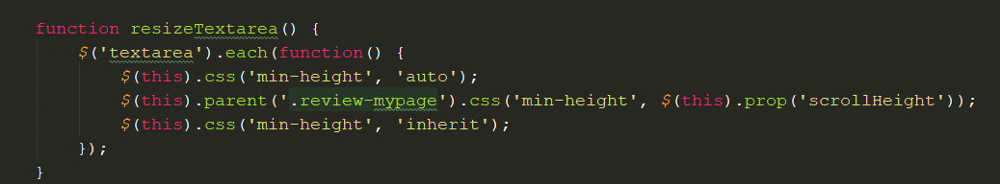 function resizeTextarea() {
$('textarea').each(function() {
$(this).css('min-height', 'auto');
$(this).parent('.review-mypage').css('min-height', $(this).prop('scrollHeight'));
$(this).css('min-height', 'inherit');
});
}